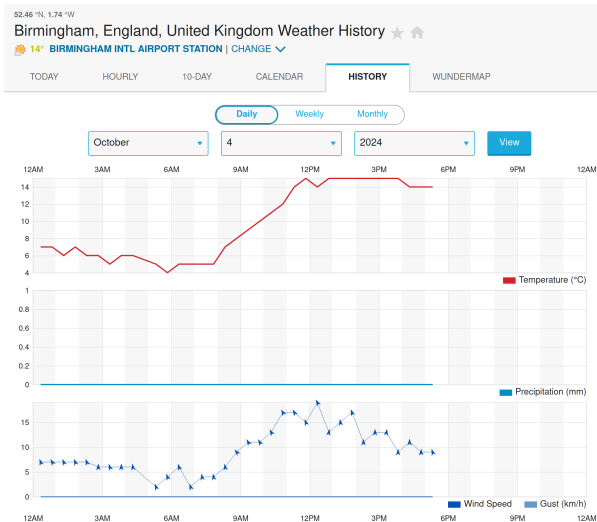 52.46 °N, 1.74 °W
Birmingham, England, United Kingdom Weather History
14° BIRMINGHAM INTL AIRPORT STATION | CHANGE
TODAY HOURLY 10-DAY CALENDAR HISTORY WUNDERMAP
Daily Weekly Monthly
October 4 2024 View
12AM 3AM 6AM 9AM 12PM 3PM 6PM 9PM 12AM
14
12
10
8
6
4
Temperature (°C)
1
0.8
0.6
0.4
0.2
0
Precipitation (mm)
15
10
5
0
Wind Speed Gust (km/h)
12AM 3AM 6AM 9AM 12PM 3PM 6PM 9PM 12AM